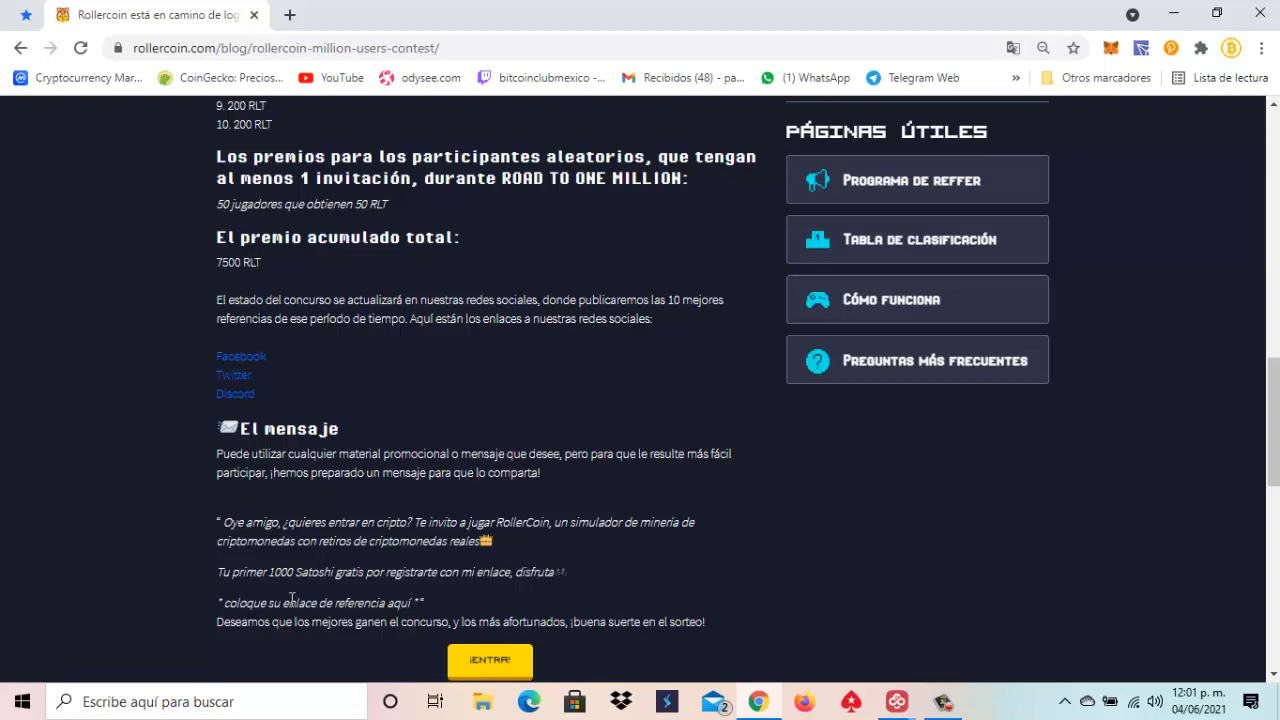 Rollercoin está en camino de log
rollercoin.com/blog/rollercoin-million-users-contest/
Cryptocurrency Mar...
CoinGecko: Precios...
YouTube
odysee.com
bitcoinclubmexico -...
Recibidos (48) - pa...
(1) WhatsApp
Telegram Web
»
Otros marcadores
Lista de lectura
9. 200 RLT
10. 200 RLT
Los premios para los participantes aleatorios, que tengan
al menos 1 invitación, durante ROAD TO ONE MILLION:
50 jugadores que obtienen 50 RLT
El premio acumulado total:
7500 RLT
El estado del concurso se actualizará en nuestras redes sociales, donde publicaremos las 10 mejores
referencias de ese período de tiempo. Aquí están los enlaces a nuestras redes sociales:
Facebook
Twitter
Discord
El mensaje
Puede utilizar cualquier material promocional o mensaje que desee, pero para que le resulte más fácil
participar, ¡hemos preparado un mensaje para que lo comparta!
“ Oye amigo, ¿quieres entrar en cripto? Te invito a jugar RollerCoin, un simulador de minería de
criptomonedas con retiros de criptomonedas reales
Tu primer 1000 Satoshi gratis por registrarte con mi enlace, disfruta
* coloque su enlace de referencia aquí *“
Deseamos que los mejores ganen el concurso, y los más afortunados, ¡buena suerte en el sorteo!
¡ENTRA!
PÁGINAS ÚTILES
PROGRAMA DE REFFER
TABLA DE CLASIFICACIÓN
CÓMO FUNCIONA
PREGUNTAS MÁS FRECUENTES
Escribe aquí para buscar
2
12:01 p. m.
04/06/2021